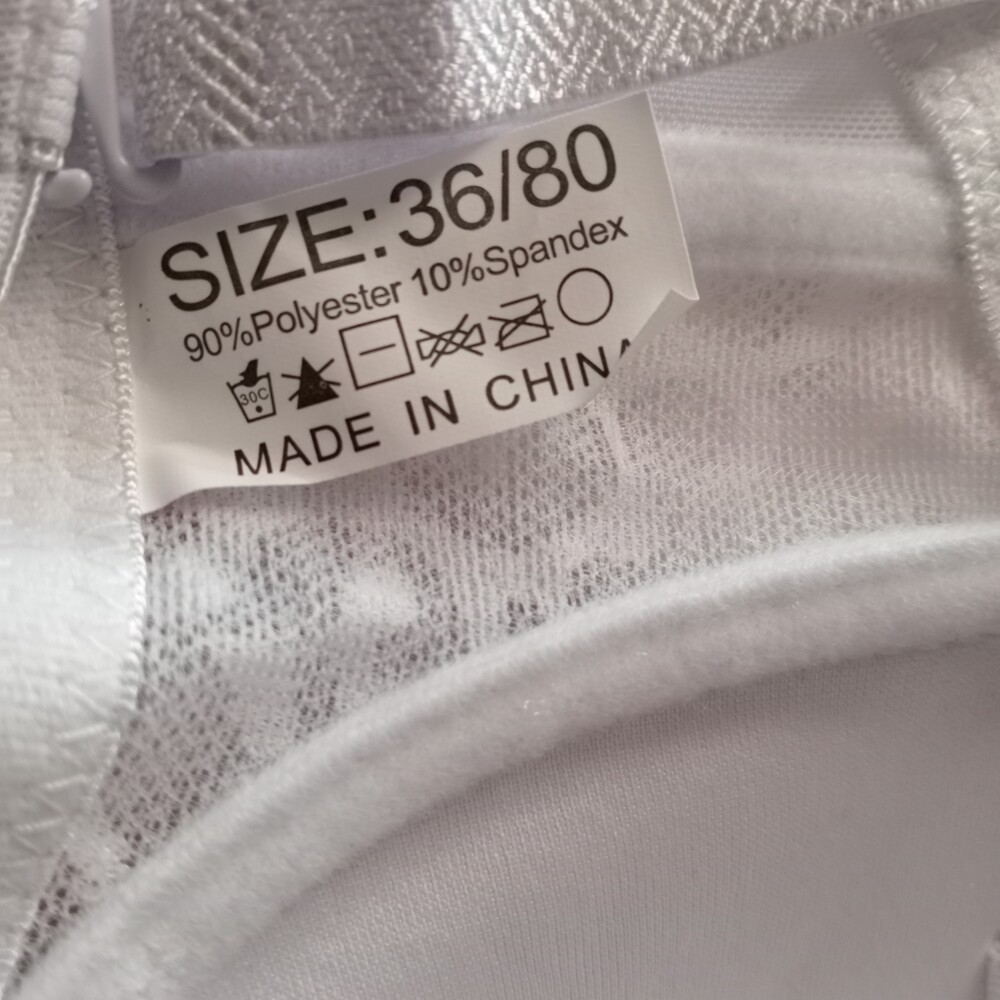 SIZE:36/80
90%Polyester 10%Spandex
30C
MADE IN CHINA